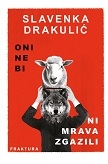 SLAVENKA
DRAKULIĆ
ONI
NE BI
NI
MRAVA
ZGAZILI
FRAKTURA